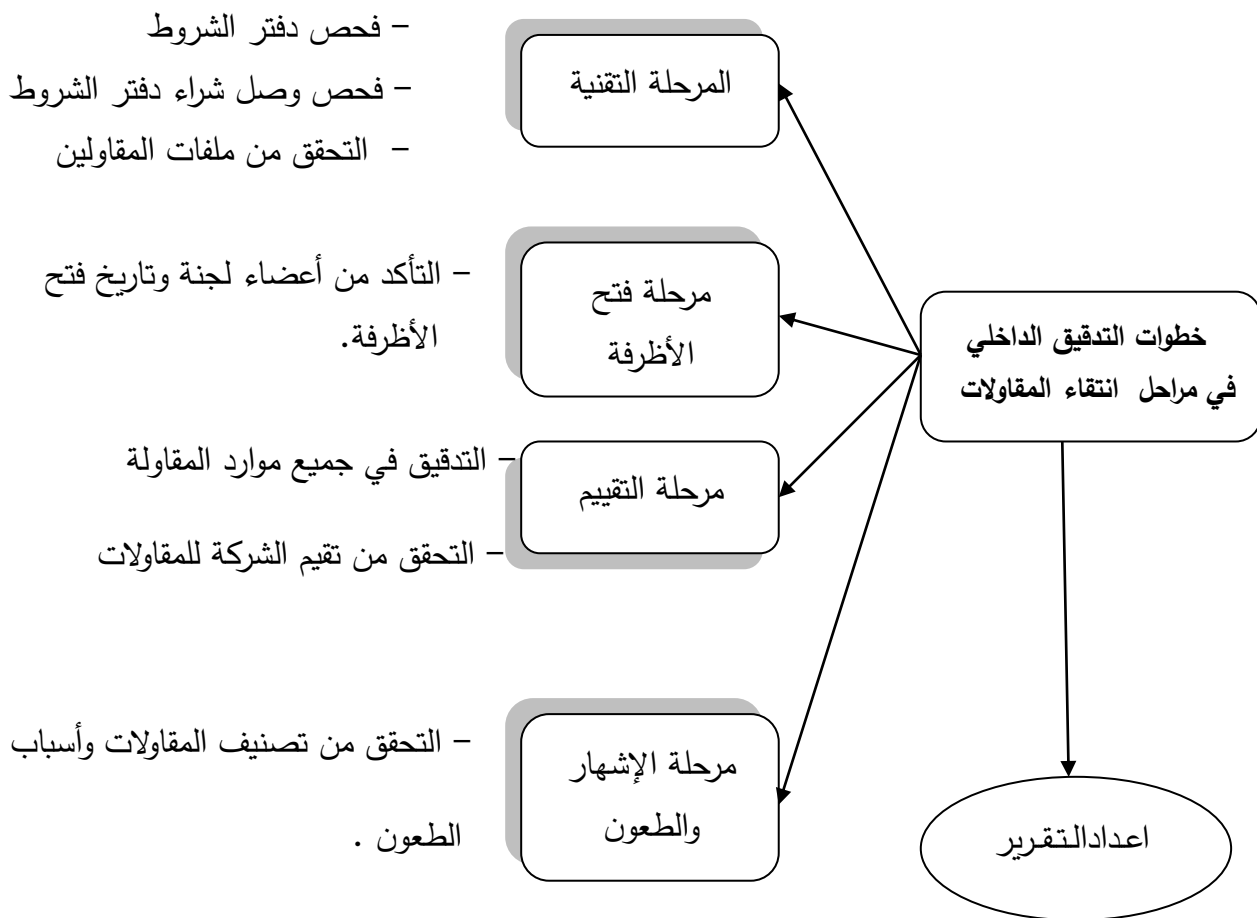 خطوات التدقيق الداخلي
في مراحل انتقاء المقاولات
المرحلة التقنية
– فحص دفتر الشروط
– فحص وصل شراء دفتر الشروط
– التحقق من ملفات المقاولين
مرحلة فتح
الأظرفة
– التأكد من أعضاء لجنة وتاريخ فتح
الأظرفة.
مرحلة التقييم
– التدقيق في جميع موارد المقاولة
– التحقق من تقيم الشركة للمقاولات
مرحلة الإشهار
والطعون
– التحقق من تصنيف المقاولات وأسباب
الطعون .
اعدادالتقرير